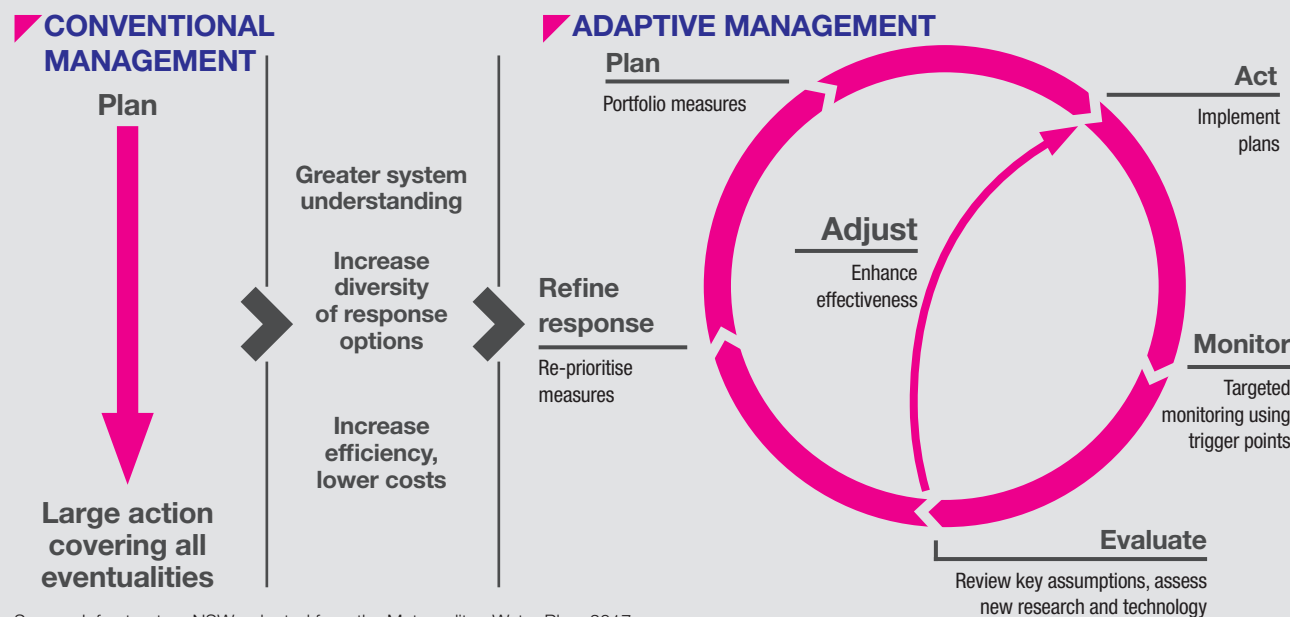 CONVENTIONAL
MANAGEMENT
Plan
Large action
covering all
eventualities
Greater system
understanding
Increase
diversity
of response
options
Increase
efficiency,
lower costs
ADAPTIVE MANAGEMENT
Plan
Portfolio measures
Act
Implement
plans
Adjust
Enhance
effectiveness
Refine
response
Re-prioritise
measures
Monitor
Targeted
monitoring using
trigger points
Evaluate
Review key assumptions, assess
new research and technology